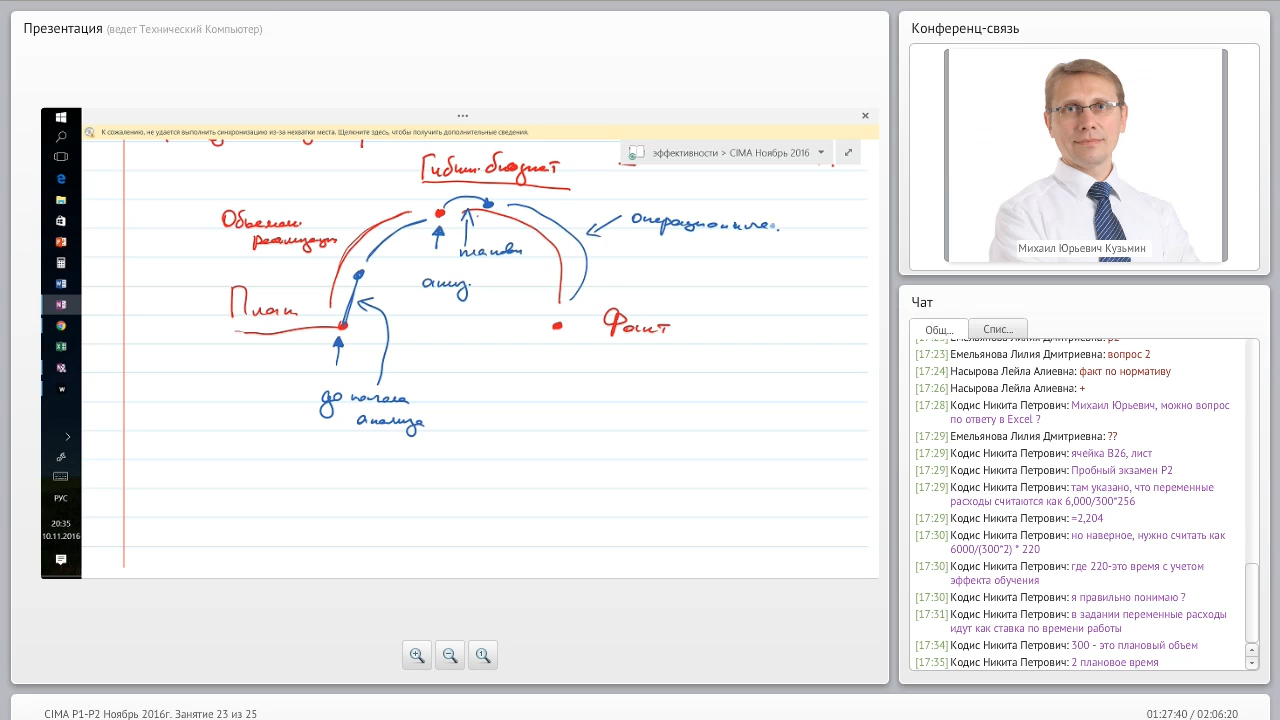 Презентация (ведет Технический Компьютер)
К сожалению, не удается выполнить синхронизацию из-за нехватки места. Щелкните здесь, чтобы получить дополнительные сведения.
эффективности > CIMA Ноябрь 2016
Гибкий бюджет
Объемы
реализации
операционные
плановый
План
Факт
до начала
анализа
РУС
20:35
10.11.2016
Конференц-связь
Михаил Юрьевич Кузьмин
Чат
Общ...
Спис...
[17:23] Емельянова Лилия Дмитриевна: р2
[17:23] Емельянова Лилия Дмитриевна: вопрос 2
[17:24] Насырова Лейла Алиевна: факт по нормативу
[17:26] Насырова Лейла Алиевна: +
[17:28] Кодис Никита Петрович: Михаил Юрьевич, можно вопрос
по ответу в Excel ?
[17:29] Емельянова Лилия Дмитриевна: ??
[17:29] Кодис Никита Петрович: ячейка B26, лист
[17:29] Кодис Никита Петрович: Пробный экзамен P2
[17:29] Кодис Никита Петрович: там указано, что переменные
расходы считаются как 6,000/300*256
[17:29] Кодис Никита Петрович: =2,204
[17:30] Кодис Никита Петрович: но наверное, нужно считать как
6000/(300*2) * 220
[17:30] Кодис Никита Петрович: где 220-это время с учетом
эффекта обучения
[17:30] Кодис Никита Петрович: я правильно понимаю ?
[17:31] Кодис Никита Петрович: в задании переменные расходы
идут как ставка по времени работы
[17:34] Кодис Никита Петрович: 300 - это плановый объем
[17:35] Кодис Никита Петрович: 2 плановое время
CIMA P1-P2 Ноябрь 2016г. Занятие 23 из 25
01:27:40 / 02:06:20